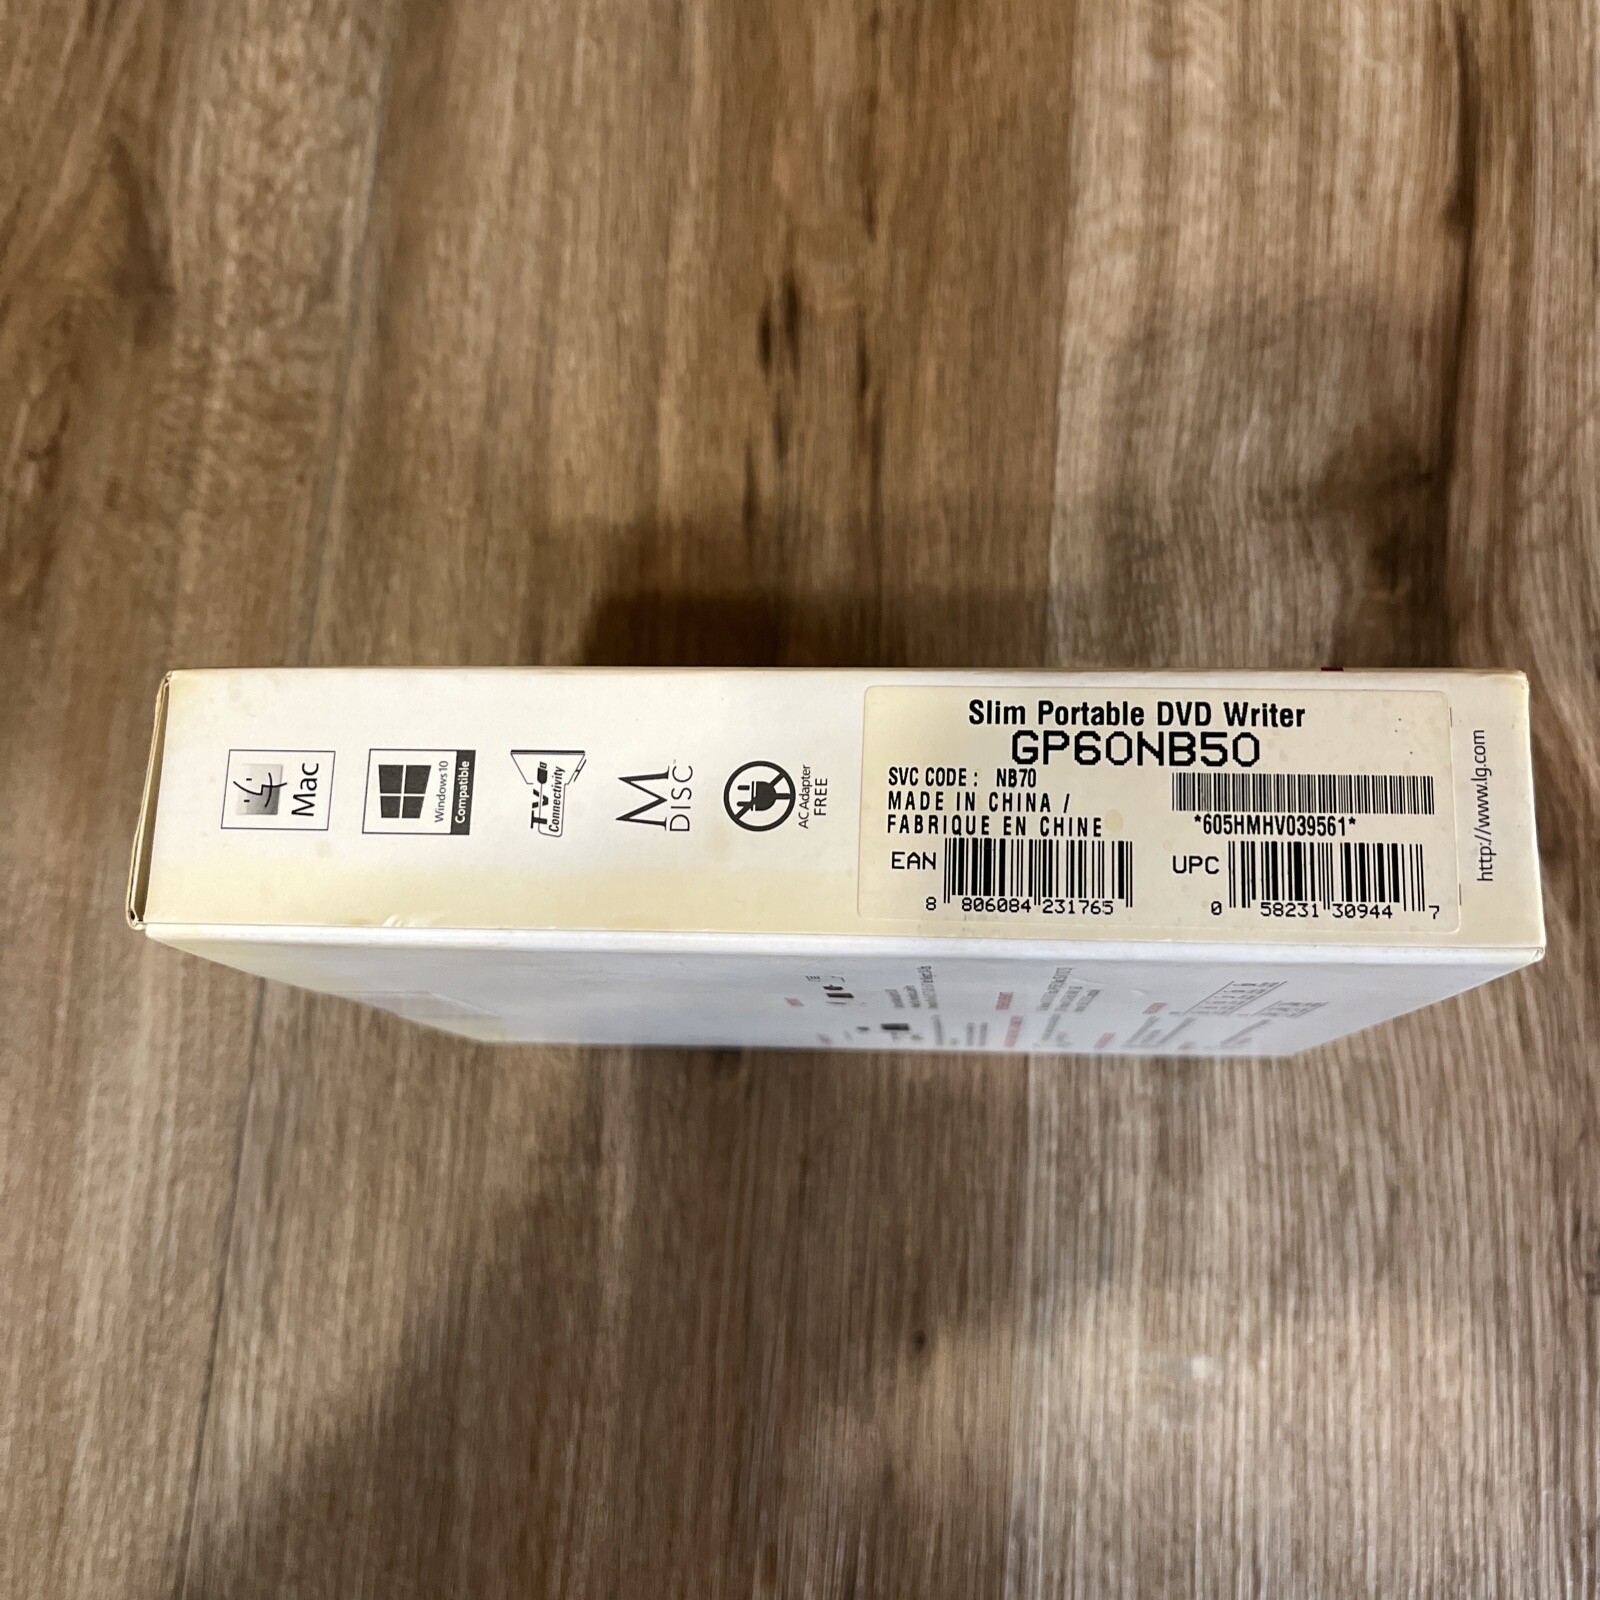 Mac
Windows 10
Compatible
TV
Connectivity
M
DISC™
AC Adapter
FREE
Slim Portable DVD Writer
GP60NB50
SVC CODE : NB70
MADE IN CHINA /
FABRIQUE EN CHINE
*605HMHV039561*
EAN
8 806084 231765
UPC
0 58231 30944 7
http://www.lg.com